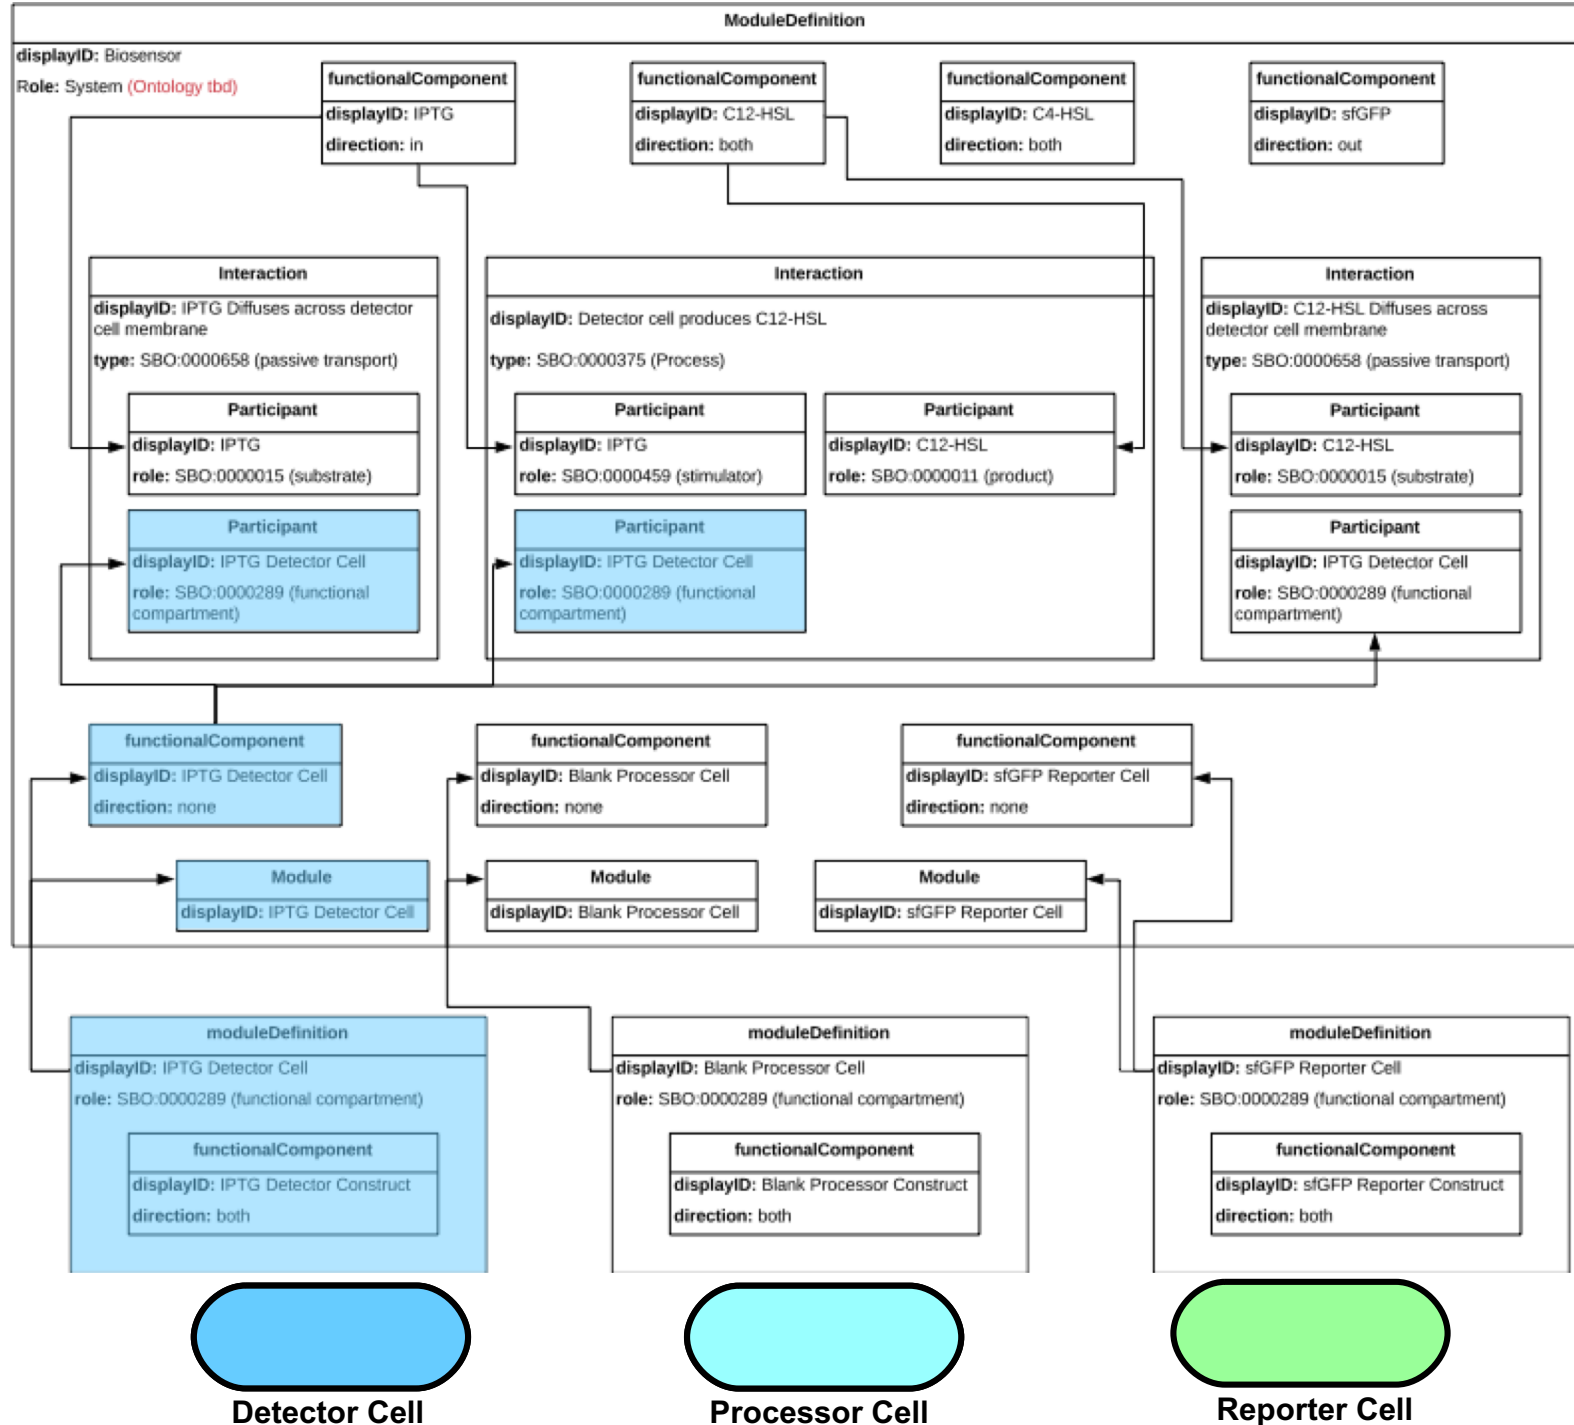 ModuleDefinition
displayID: Biosensor
Role: System (Ontology tbd)
functionalComponent
displayID: IPTG
direction: in
functionalComponent
displayID: C12-HSL
direction: both
functionalComponent
displayID: C4-HSL
direction: both
functionalComponent
displayID: sfGFP
direction: out
Interaction
displayID: IPTG Diffuses across detector
cell membrane
type: SBO:0000658 (passive transport)
Participant
displayID: IPTG
role: SBO:0000015 (substrate)
Participant
displayID: IPTG Detector Cell
role: SBO:0000289 (functional
compartment)
Interaction
displayID: Detector cell produces C12-HSL
type: SBO:0000375 (Process)
Participant
displayID: IPTG
role: SBO:0000459 (stimulator)
Participant
displayID: C12-HSL
role: SBO:0000011 (product)
Participant
displayID: IPTG Detector Cell
role: SBO:0000289 (functional
compartment)
Interaction
displayID: C12-HSL Diffuses across
detector cell membrane
type: SBO:0000658 (passive transport)
Participant
displayID: C12-HSL
role: SBO:0000015 (substrate)
Participant
displayID: IPTG Detector Cell
role: SBO:0000289 (functional
compartment)
functionalComponent
displayID: IPTG Detector Cell
direction: none
functionalComponent
displayID: Blank Processor Cell
direction: none
functionalComponent
displayID: sfGFP Reporter Cell
direction: none
Module
displayID: IPTG Detector Cell
Module
displayID: Blank Processor Cell
Module
displayID: sfGFP Reporter Cell
moduleDefinition
displayID: IPTG Detector Cell
role: SBO:0000289 (functional compartment)
functionalComponent
displayID: IPTG Detector Construct
direction: both
moduleDefinition
displayID: Blank Processor Cell
role: SBO:0000289 (functional compartment)
functionalComponent
displayID: Blank Processor Construct
direction: both
moduleDefinition
displayID: sfGFP Reporter Cell
role: SBO:0000289 (functional compartment)
functionalComponent
displayID: sfGFP Reporter Construct
direction: both
Detector Cell
Processor Cell
Reporter Cell